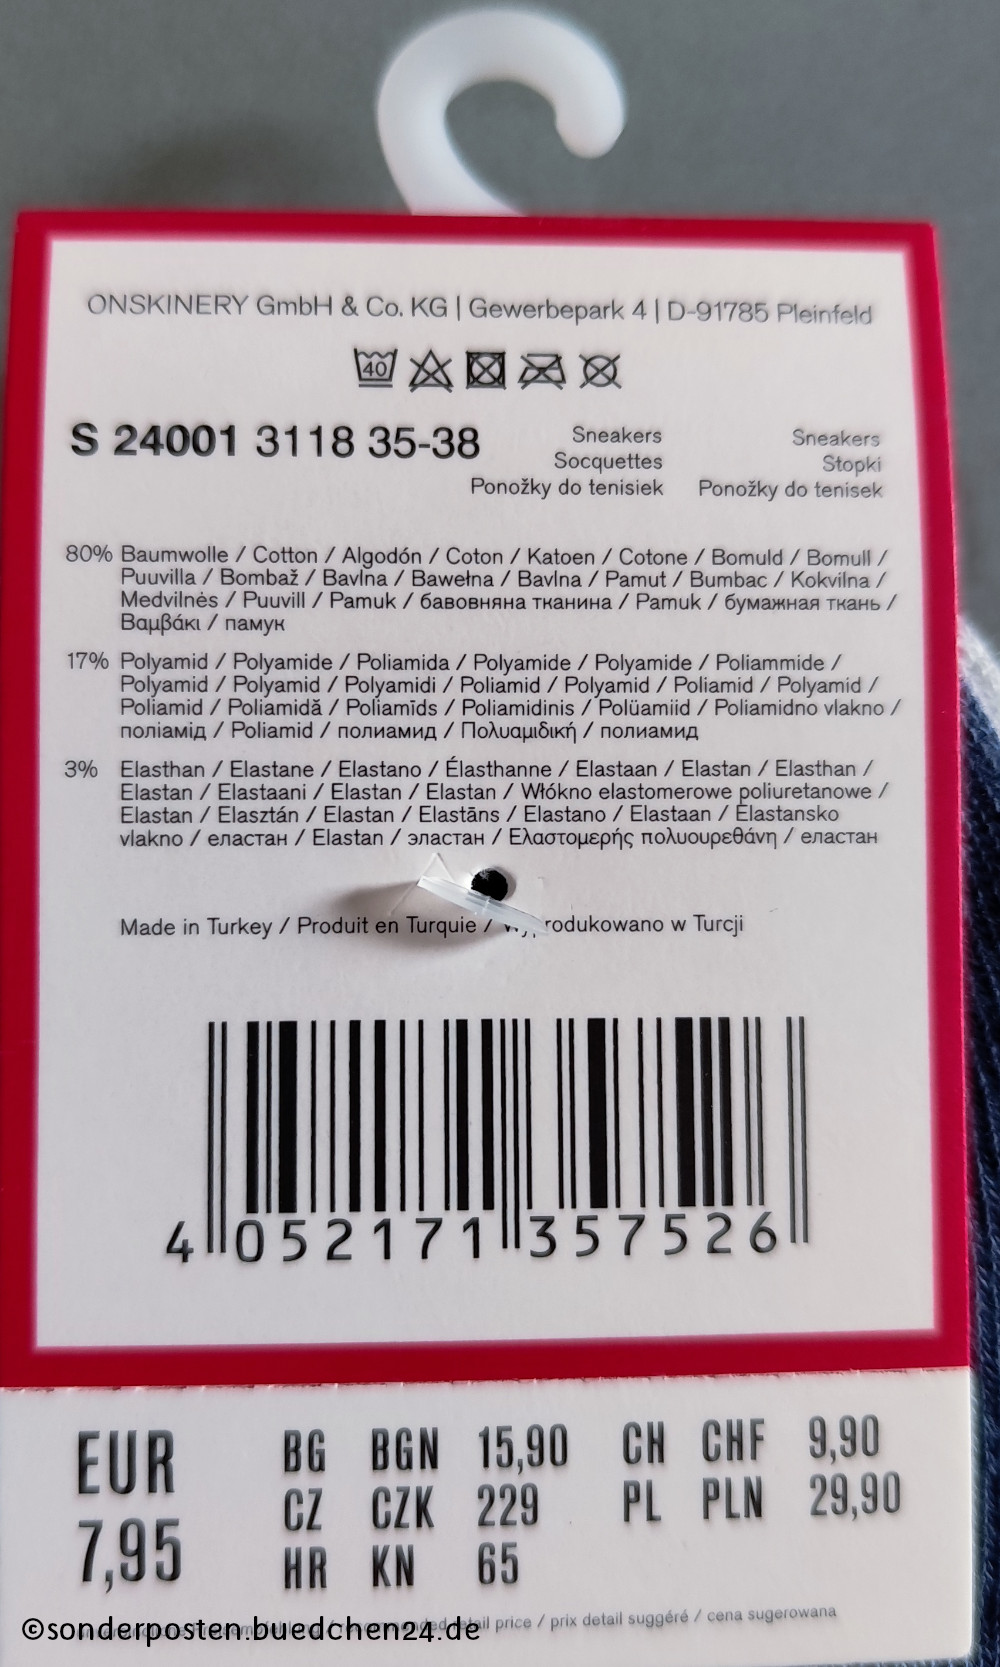 ONSKINERY GmbH & Co. KG | Gewerbepark 4 | D-91785 Pleinfeld
40
S 24001 3118 35-38
Sneakers
Socquettes
Ponožky do tenisiek
Sneakers
Stopki
Ponožky do tenisek
80% Baumwolle / Cotton / Algodón / Coton / Katoen / Cotone / Bomuld / Bomull /
Puuvilla / Bombaž / Bavlna / Bawełna / Bavlna / Pamut / Bumbac / Kokvilna /
Medvilnės / Puuvill / Pamuk / бавовняна тканина / Pamuk / бумажная ткань /
Βαμβάκι / памук
17% Polyamid / Polyamide / Poliamida / Polyamide / Polyamide / Poliammide /
Polyamid / Polyamid / Polyamidi / Poliamid / Polyamid / Poliamid / Polyamid /
Poliamid / Poliamidă / Poliamīds / Poliamidinis / Polüamiid / Poliamidno vlakno /
поліамід / Poliamid / полиамид / Πολυαμιδική / полиамид
3% Elasthan / Elastane / Elastano / Élasthanne / Elastaan / Elastan / Elasthan /
Elastan / Elastaani / Elastan / Elastan / Włókno elastomerowe poliuretanowe /
Elastan / Elasztán / Elastan / Elastāns / Elastano / Elastaan / Elastansko
vlakno / еластан / Elastan / эластан / Ελαστομερής πολυουρεθάνη / еластан
Made in Turkey / Produit en Turquie / Wyprodukowano w Turcji
4 052171 357526
EUR
7,95
BG BGN 15,90
CZ CZK 229
HR KN 65
CH CHF 9,90
PL PLN 29,90
recommended retail price / prix detail suggéré / cena sugerowana
©sonderposten.buedchen24.de